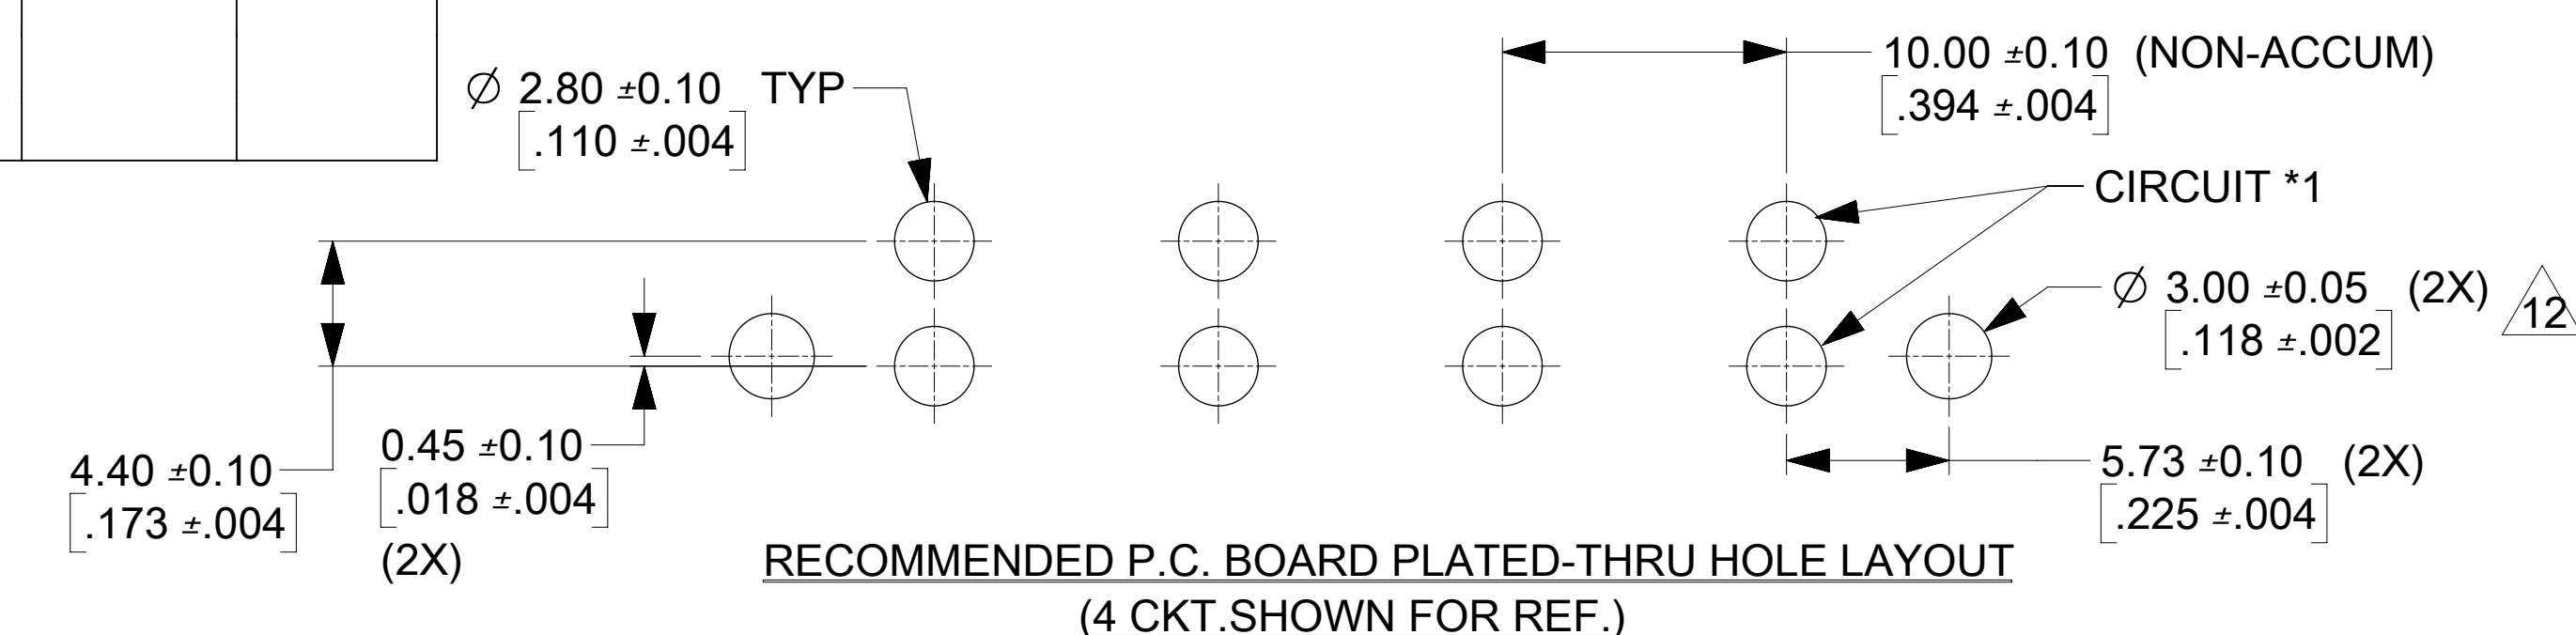 ⌀ 2.80 ±0.10 TYP
[.110 ±.004]
10.00 ±0.10 (NON-ACCUM)
[.394 ±.004]
CIRCUIT *1
⌀ 3.00 ±0.05 (2X) 12
[.118 ±.002]
4.40 ±0.10
[.173 ±.004]
0.45 ±0.10
[.018 ±.004]
(2X)
5.73 ±0.10 (2X)
[.225 ±.004]
RECOMMENDED P.C. BOARD PLATED-THRU HOLE LAYOUT
(4 CKT.SHOWN FOR REF.)